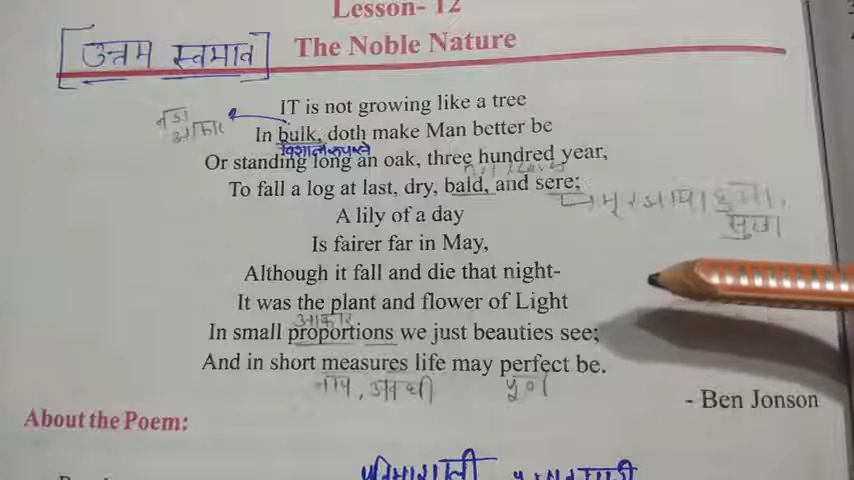 Lesson- 12
[उत्तम स्वभाव] The Noble Nature
IT is not growing like a tree
आकार
In bulk, doth make Man better be
Or standing long an oak, three hundred year,
To fall a log at last, dry, bald, and sere;
A lily of a day
Is fairer far in May,
Although it fall and die that night-
It was the plant and flower of Light
आकार
In small proportions we just beauties see;
And in short measures life may perfect be.
पूर्ण
- Ben Jonson
About the Poem: